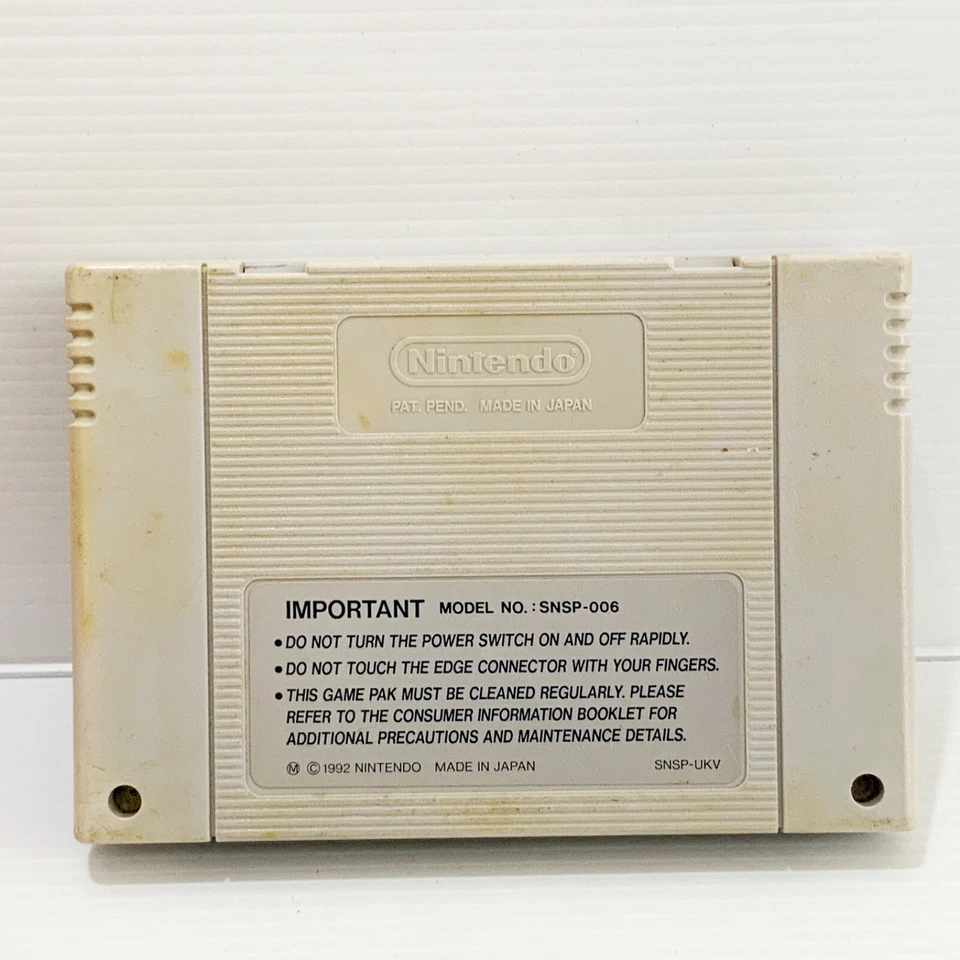 Nintendo®
PAT. PEND. MADE IN JAPAN
IMPORTANT MODEL NO. : SNSP-006
• DO NOT TURN THE POWER SWITCH ON AND OFF RAPIDLY.
• DO NOT TOUCH THE EDGE CONNECTOR WITH YOUR FINGERS.
• THIS GAME PAK MUST BE CLEANED REGULARLY. PLEASE
REFER TO THE CONSUMER INFORMATION BOOKLET FOR
ADDITIONAL PRECAUTIONS AND MAINTENANCE DETAILS.
Ⓜ © 1992 NINTENDO MADE IN JAPAN SNSP-UKV